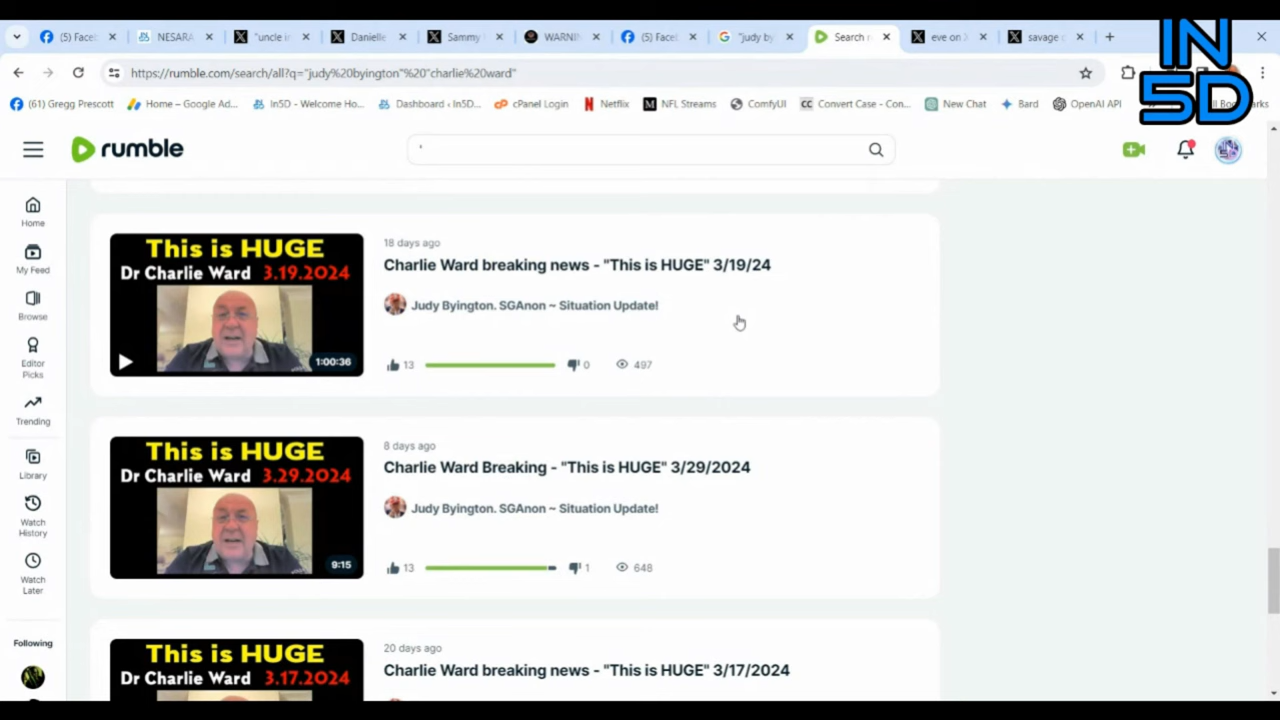 (5) Face
NESARA
"uncle i
Danielle
Sammy
WARNIN
(5) Face
"judy by
Search r
eve on X
savage
IN
5D
https://rumble.com/search/all?q="judy%20byington"%20"charlie%20ward"
(61) Gregg Prescott
Home – Google Ad...
In5D - Welcome Ho...
Dashboard ‹ In5D...
cPanel Login
Netflix
NFL Streams
ComfyUI
CC Convert Case - Con...
New Chat
Bard
OpenAI API
rumble
'
Home
My Feed
Browse
Editor
Picks
Trending
Library
Watch
History
Watch
Later
Following
This is HUGE
Dr Charlie Ward 3.19.2024
1:00:36
18 days ago
Charlie Ward breaking news - "This is HUGE" 3/19/24
Judy Byington. SGAnon ~ Situation Update!
13
0
497
This is HUGE
Dr Charlie Ward 3.29.2024
9:15
8 days ago
Charlie Ward Breaking - "This is HUGE" 3/29/2024
Judy Byington. SGAnon ~ Situation Update!
13
1
648
This is HUGE
Dr Charlie Ward 3.17.2024
20 days ago
Charlie Ward breaking news - "This is HUGE" 3/17/2024